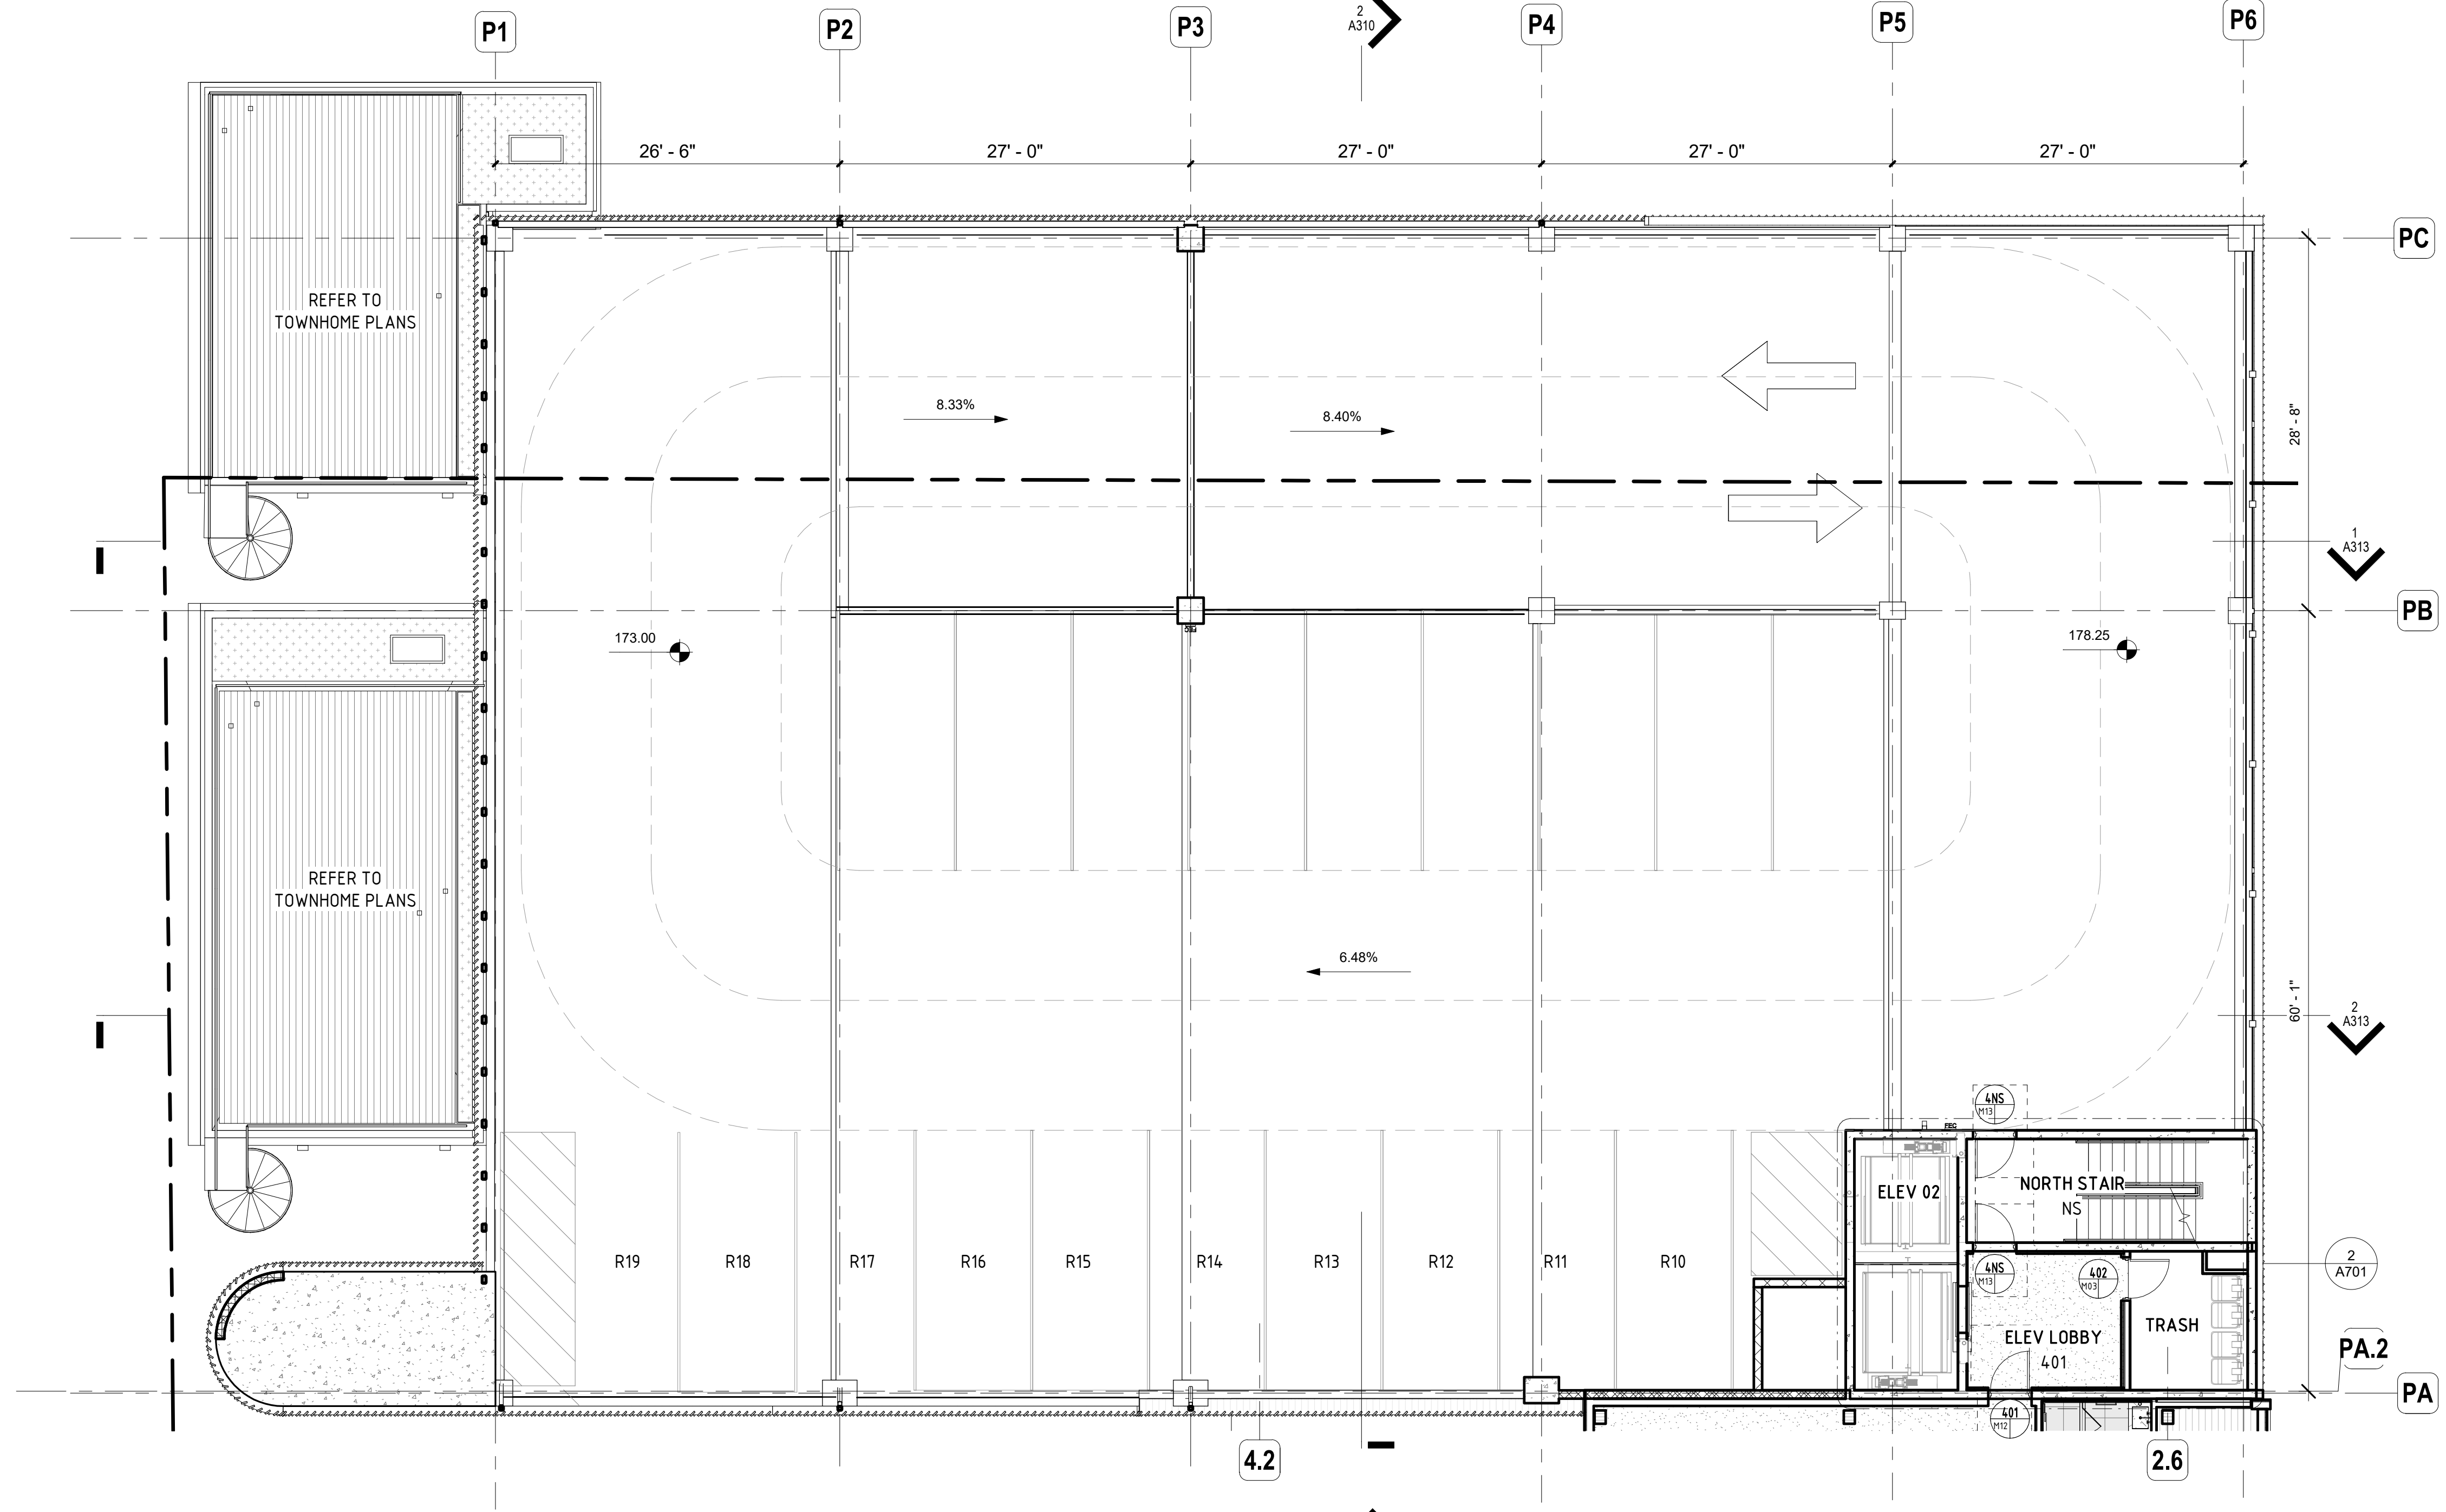 P1
P2
P3
2
A310
P4
P5
P6
26' - 6"
27' - 0"
27' - 0"
27' - 0"
27' - 0"
PC
REFER TO
TOWNHOME PLANS
8.33%
8.40%
28' - 8"
1
A313
PB
173.00
178.25
FEC
REFER TO
TOWNHOME PLANS
6.48%
60' - 1"
2
A313
4NS
M13
FEC
ELEV 02
NORTH STAIR
NS
R19
R18
R17
R16
R15
R14
R13
R12
R11
R10
4NS
M13
402
M03
2
A701
ELEV LOBBY
401
TRASH
PA.2
PA
401
M12
4.2
2.6